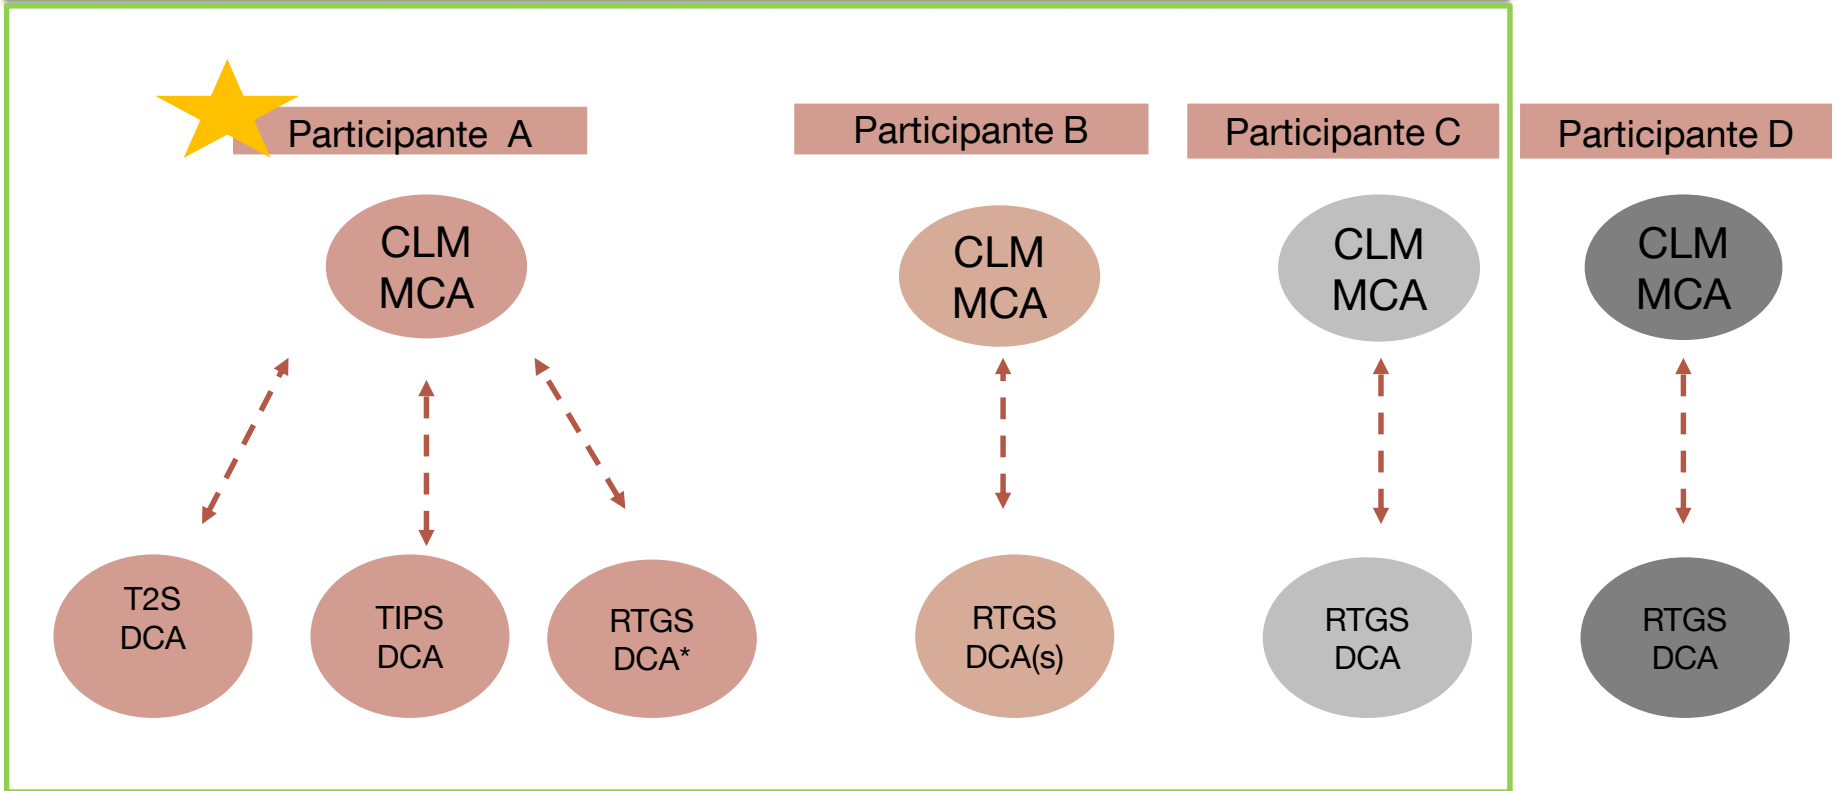 Participante A
Participante B
Participante C
Participante D
CLM
MCA
CLM
MCA
CLM
MCA
CLM
MCA
T2S
DCA
TIPS
DCA
RTGS
DCA*
RTGS
DCA(s)
RTGS
DCA
RTGS
DCA